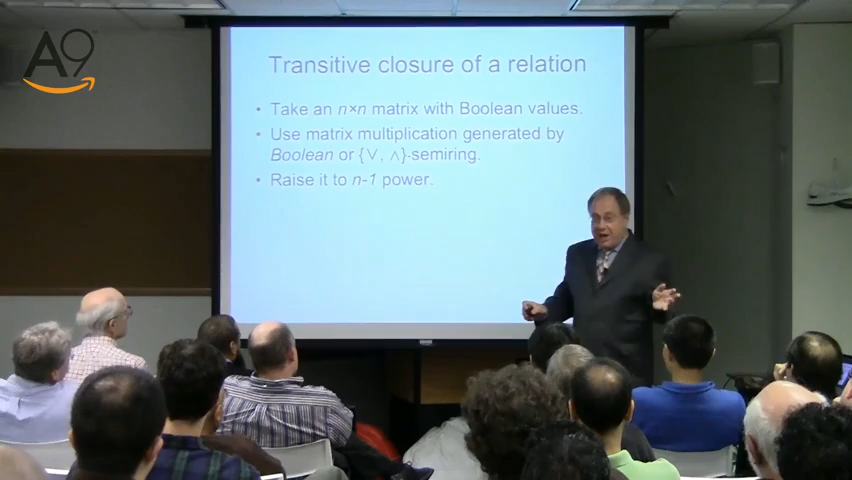 A9
Transitive closure of a relation
• Take an n×n matrix with Boolean values.
• Use matrix multiplication generated by
Boolean or {∨, ∧}-semiring.
• Raise it to n-1 power.